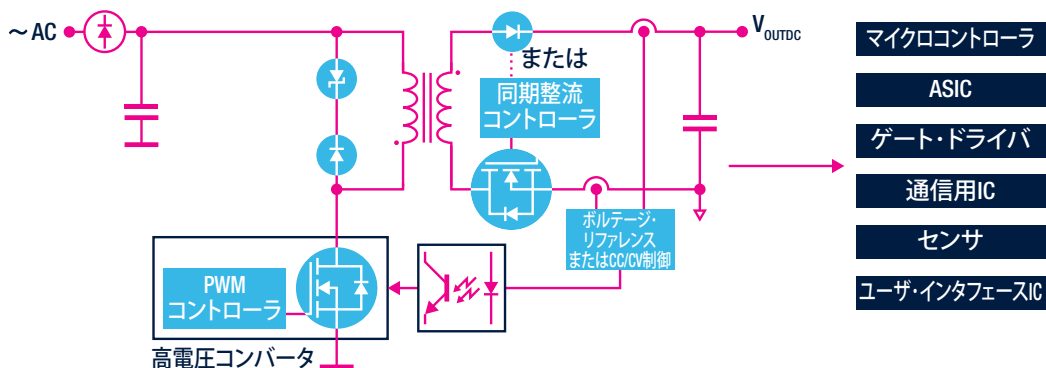 ～AC
または
同期整流
コントローラ
V OUTDC
ボルテージ・
リファレンス
またはCC/CV制御
PWM
コントローラ
高電圧コンバータ
マイクロコントローラ
ASIC
ゲート・ドライバ
通信用IC
センサ
ユーザ・インタフェースIC